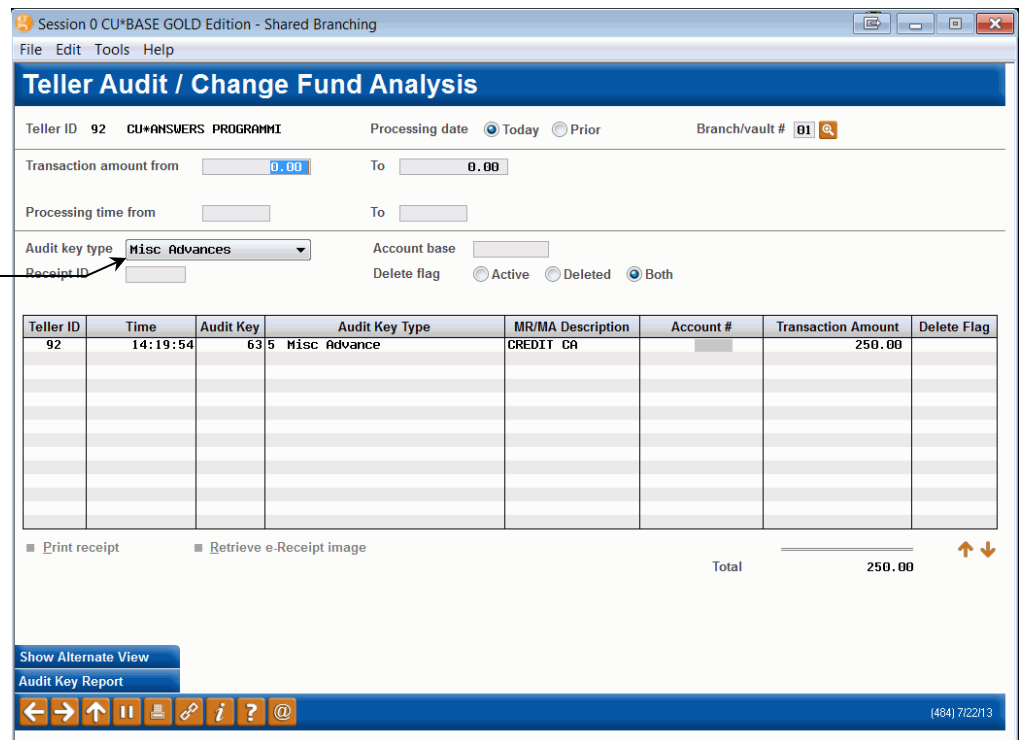 Session 0 CU*BASE GOLD Edition - Shared Branching
File Edit Tools Help
Teller Audit / Change Fund Analysis
Teller ID 92 CU*ANSWERS PROGRAMMI Processing date Today Prior Branch/vault # 01
Transaction amount from 0.00 To 0.00
Processing time from To
Audit key type Misc Advances Account base
Receipt ID Delete flag Active Deleted Both
Teller ID Time Audit Key Audit Key Type MR/MA Description Account # Transaction Amount Delete Flag
92 14:19:54 63 5 Misc Advance CREDIT CA 250.00
Print receipt Retrieve e-Receipt image
Total 250.00
Show Alternate View
Audit Key Report
i ? @ (484) 7/22/13